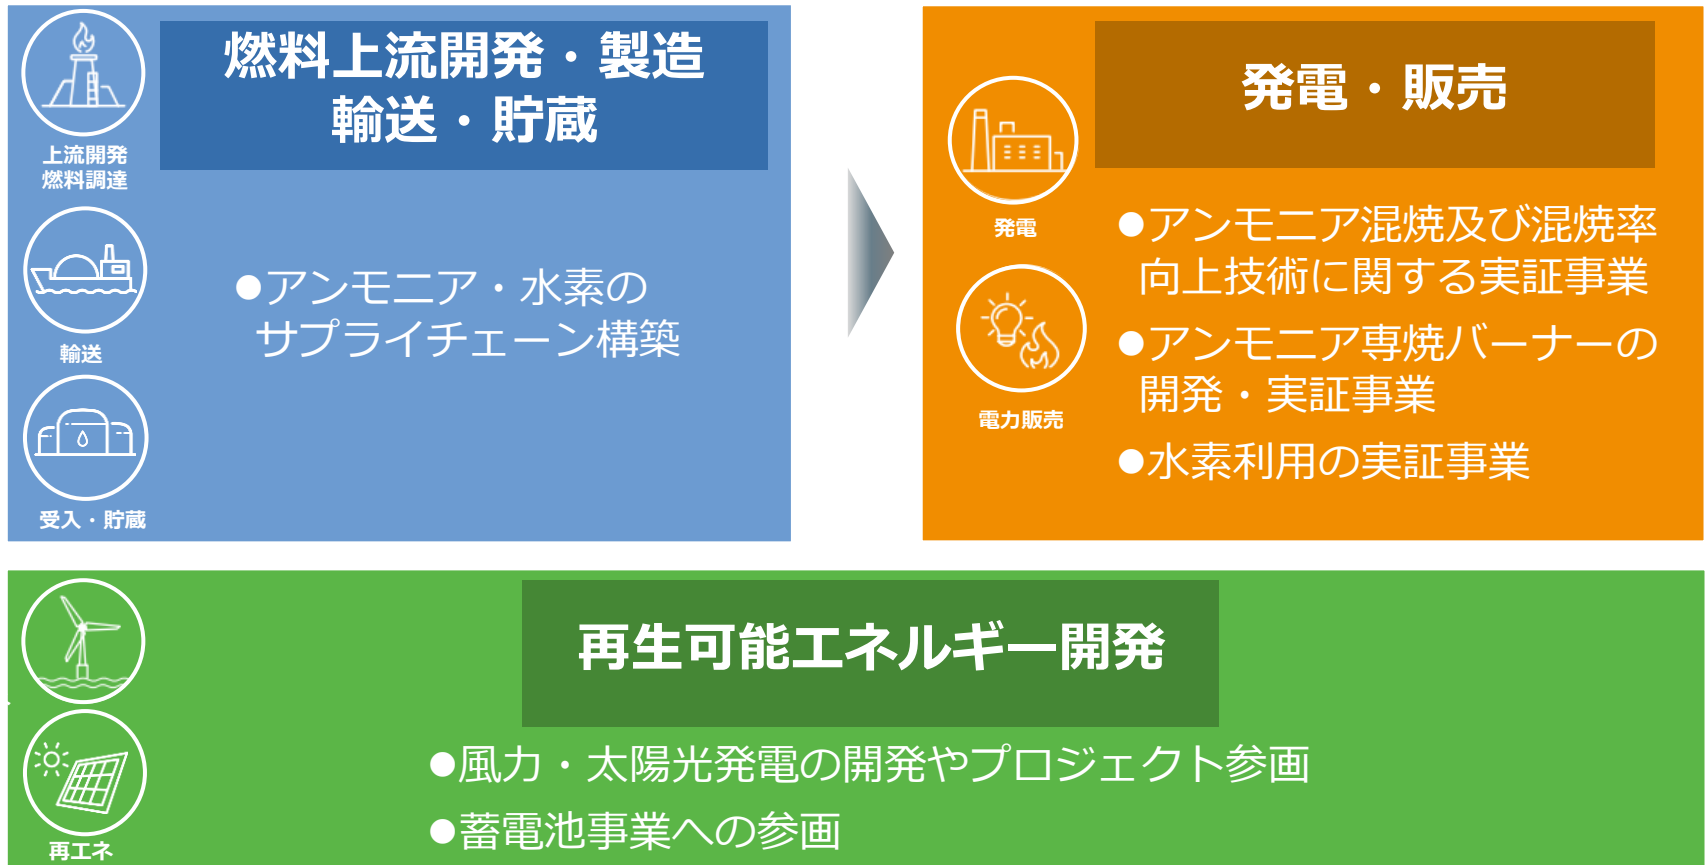 燃料上流開発・製造
輸送・貯蔵
上流開発
燃料調達
輸送
受入・貯蔵
●アンモニア・水素の
サプライチェーン構築
発電・販売
発電
電力販売
●アンモニア混焼及び混焼率
向上技術に関する実証事業
●アンモニア専焼バーナーの
開発・実証事業
●水素利用の実証事業
再生可能エネルギー開発
再エネ
●風力・太陽光発電の開発やプロジェクト参画
●蓄電池事業への参画